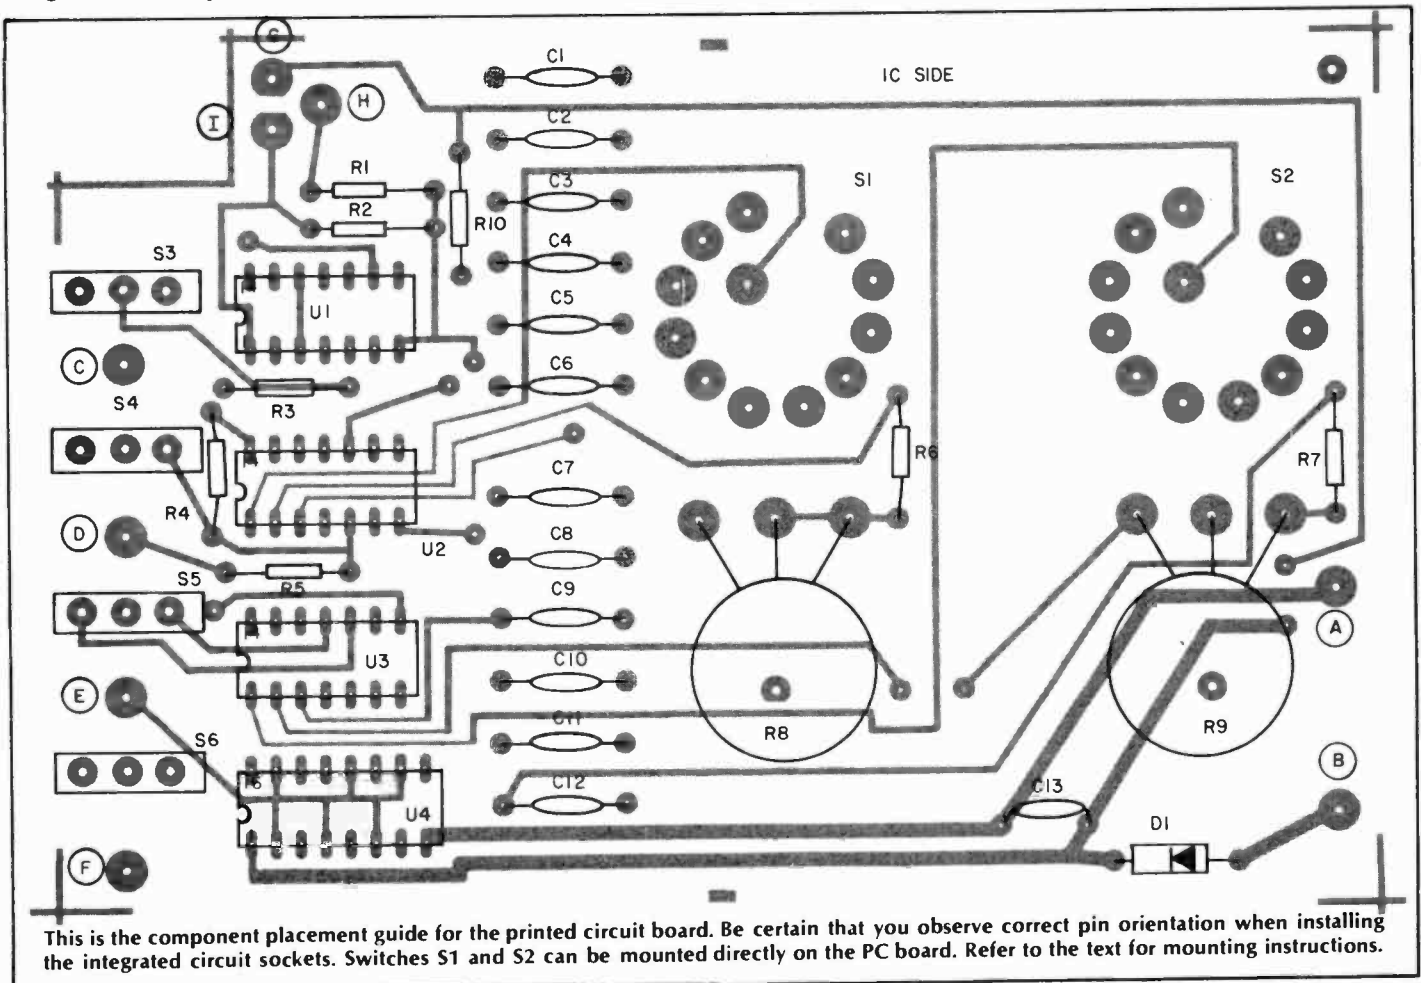 G
C1
IC SIDE
H
I
C2
R1
C3
S1
S2
R2
R10
S3
C4
U1
C5
C
C6
S4
R3
R6
R7
C7
R4
D
U2
C8
S5
R5
C9
A
U3
C10
E
C11
R8
R9
S6
B
C12
C13
U4
D1
F
This is the component placement guide for the printed circuit board. Be certain that you observe correct pin orientation when installing
the integrated circuit sockets. Switches S1 and S2 can be mounted directly on the PC board. Refer to the text for mounting instructions.